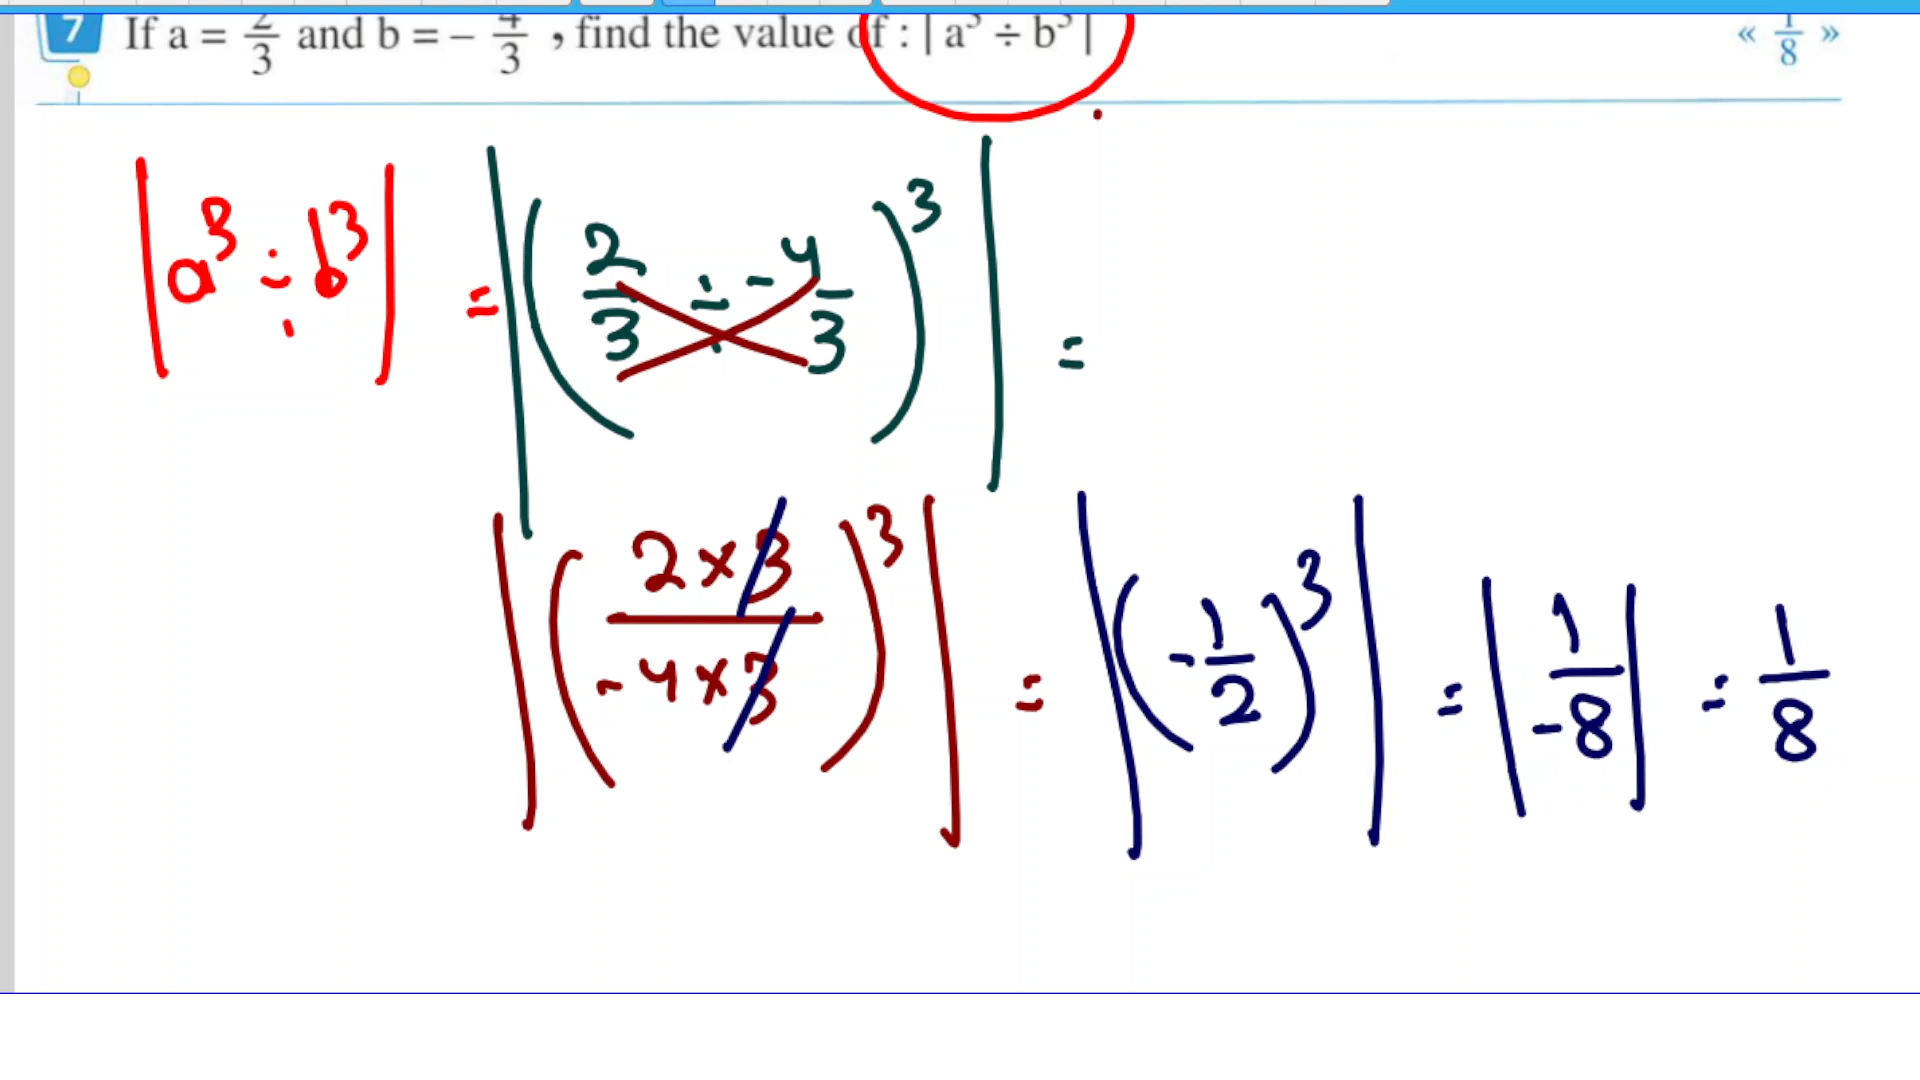 7 If a = 2/3 and b = − 4/3 , find the value of : | a³ ÷ b³ | « 1/8 »
|a³ ÷ b³| = |(2/3 ÷ -4/3)³| =
|(2×3/-4×3)³| = |(-1/2)³| = |1/-8| = 1/8